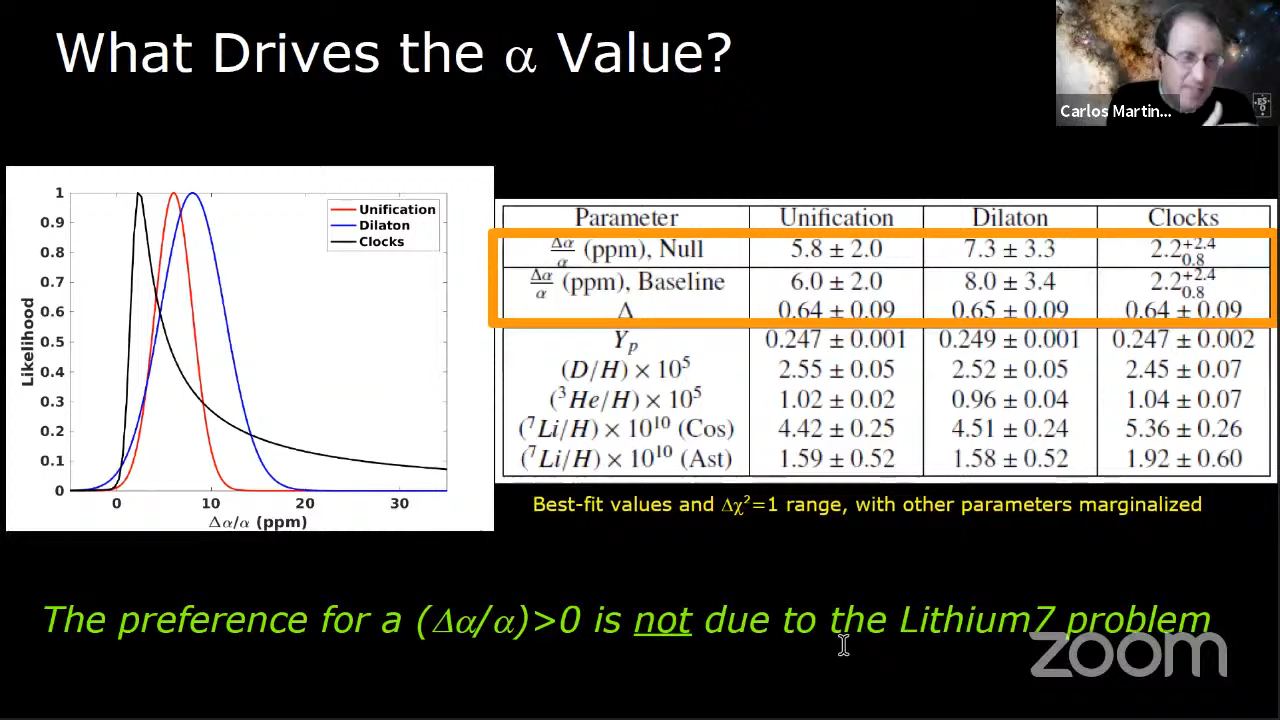 What Drives the α Value?
Carlos Martin...
ES
O
1
0.9
0.8
0.7
0.6
0.5
0.4
0.3
0.2
0.1
0
Likelihood
Unification
Dilaton
Clocks
0 10 20 30
Δα/α (ppm)
Parameter Unification Dilaton Clocks
Δα/α (ppm), Null 5.8 ± 2.0 7.3 ± 3.3 2.2+2.4 0.8
Δα/α (ppm), Baseline 6.0 ± 2.0 8.0 ± 3.4 2.2+2.4 0.8
Δ 0.64 ± 0.09 0.65 ± 0.09 0.64 ± 0.09
Yp 0.247 ± 0.001 0.249 ± 0.001 0.247 ± 0.002
(D/H) × 10⁵ 2.55 ± 0.05 2.52 ± 0.05 2.45 ± 0.07
(³He/H) × 10⁵ 1.02 ± 0.02 0.96 ± 0.04 1.04 ± 0.07
(⁷Li/H) × 10¹⁰ (Cos) 4.42 ± 0.25 4.51 ± 0.24 5.36 ± 0.26
(⁷Li/H) × 10¹⁰ (Ast) 1.59 ± 0.52 1.58 ± 0.52 1.92 ± 0.60
Best-fit values and Δχ²=1 range, with other parameters marginalized
The preference for a (Δα/α)>0 is not due to the Lithium7 problem
zoom